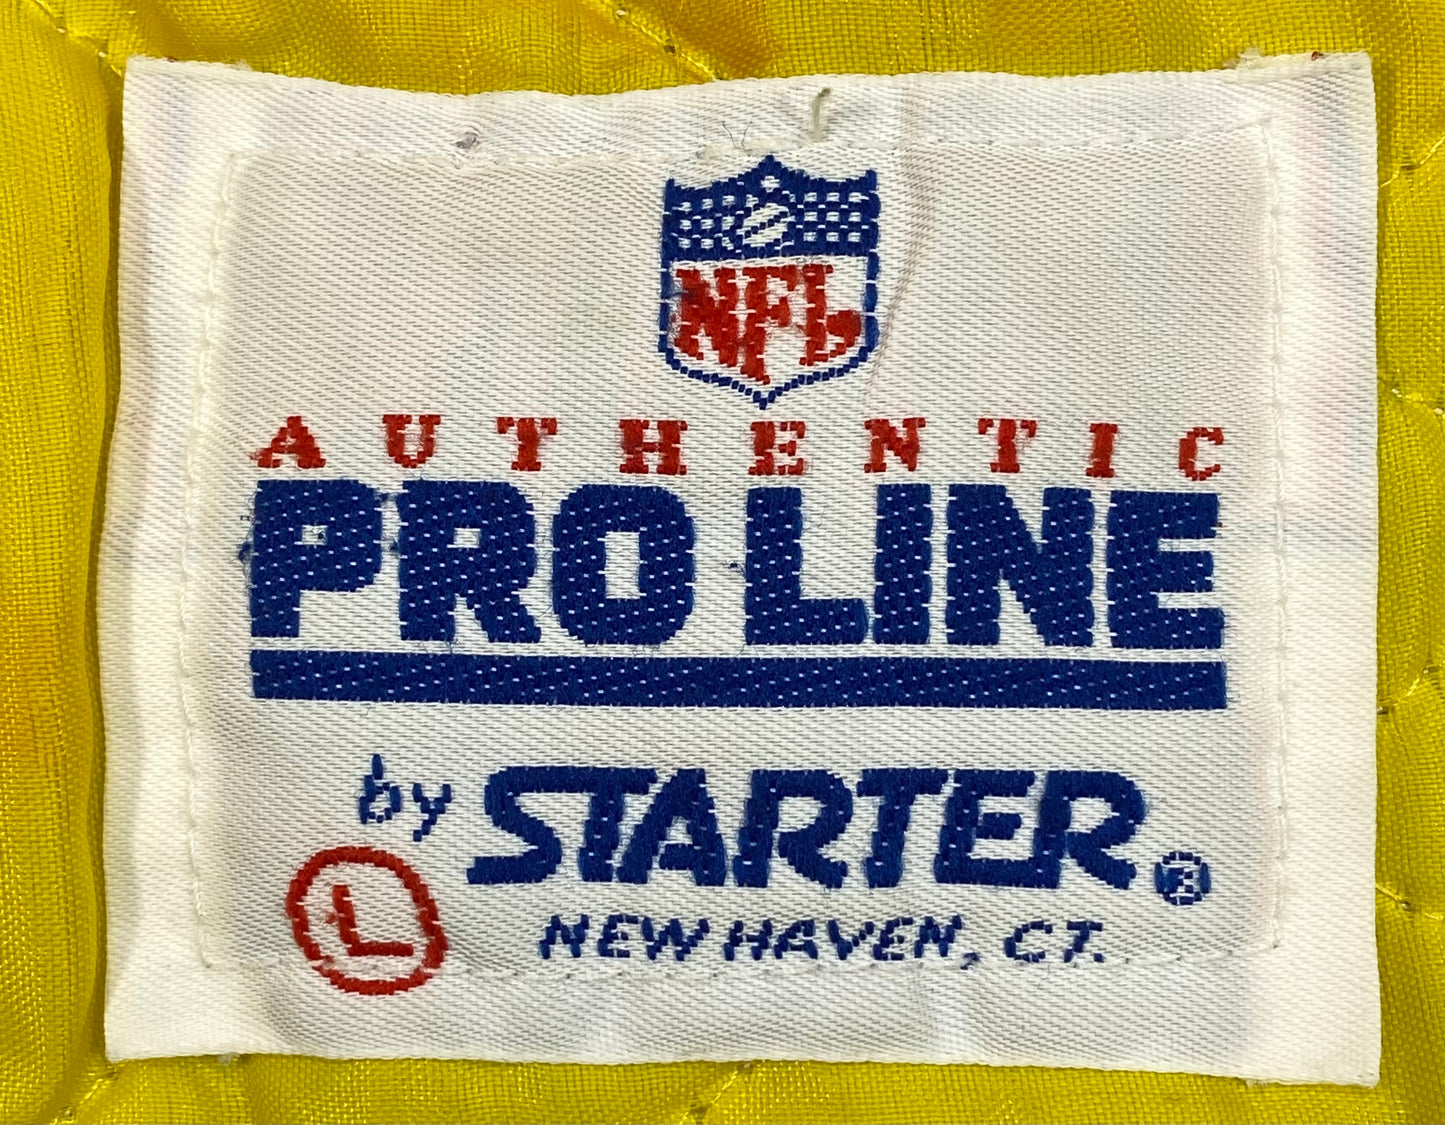 NFL
AUTHENTIC
PRO LINE
by STARTER®
L
NEW HAVEN, CT.